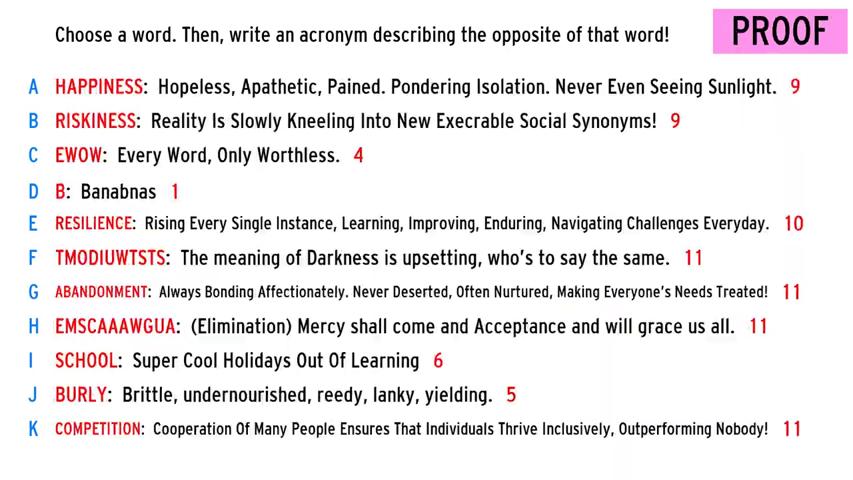 Choose a word. Then, write an acronym describing the opposite of that word!
PROOF
A HAPPINESS: Hopeless, Apathetic, Pained. Pondering Isolation. Never Even Seeing Sunlight. 9
B RISKINESS: Reality Is Slowly Kneeling Into New Execrable Social Synonyms! 9
C EWOW: Every Word, Only Worthless. 4
D B: Banabnas 1
E RESILIENCE: Rising Every Single Instance, Learning, Improving, Enduring, Navigating Challenges Everyday. 10
F TMODIUWTSTS: The meaning of Darkness is upsetting, who's to say the same. 11
G ABANDONMENT: Always Bonding Affectionately. Never Deserted, Often Nurtured, Making Everyone's Needs Treated! 11
H EMSCAAAWGUA: (Elimination) Mercy shall come and Acceptance and will grace us all. 11
I SCHOOL: Super Cool Holidays Out Of Learning 6
J BURLY: Brittle, undernourished, reedy, lanky, yielding. 5
K COMPETITION: Cooperation Of Many People Ensures That Individuals Thrive Inclusively, Outperforming Nobody! 11